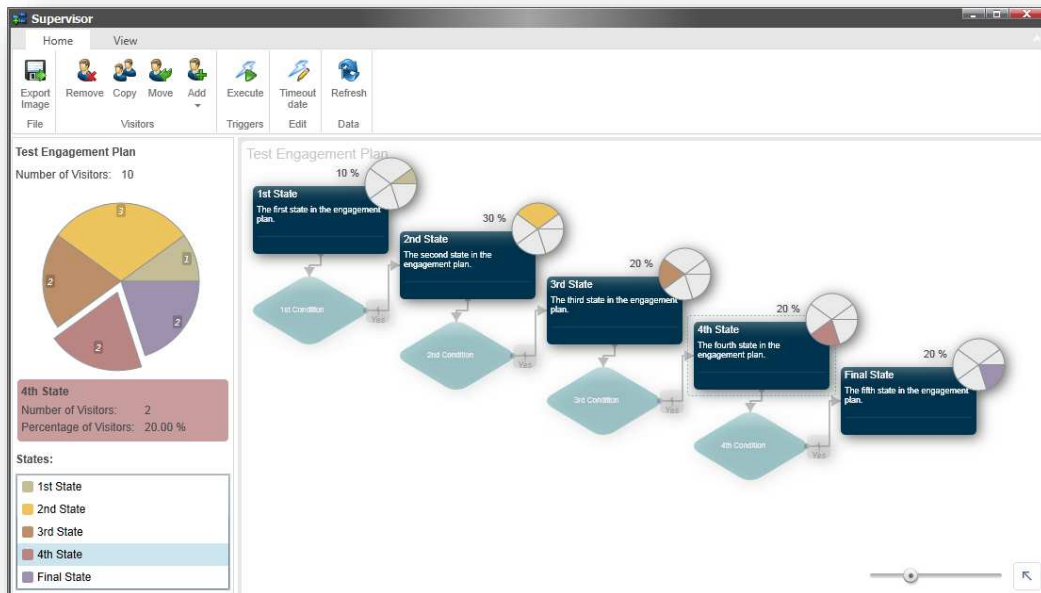 Supervisor
Home View
Export Image
Remove
Copy
Move
Add
Execute
Timeout date
Refresh
File
Visitors
Triggers
Edit
Data
Test Engagement Plan
Number of Visitors: 10
3
1
2
2
2
4th State
Number of Visitors: 2
Percentage of Visitors: 20.00 %
States:
1st State
2nd State
3rd State
4th State
Final State
Test Engagement Plan
10 %
1st State
The first state in the engagement
plan.
1st Condition
Yes
30 %
2nd State
The second state in the
engagement plan.
2nd Condition
Yes
20 %
3rd State
The third state in the engagement
plan.
3rd Condition
Yes
20 %
4th State
The fourth state in the
engagement plan.
4th Condition
Yes
20 %
Final State
The fifth state in the engagement
plan.